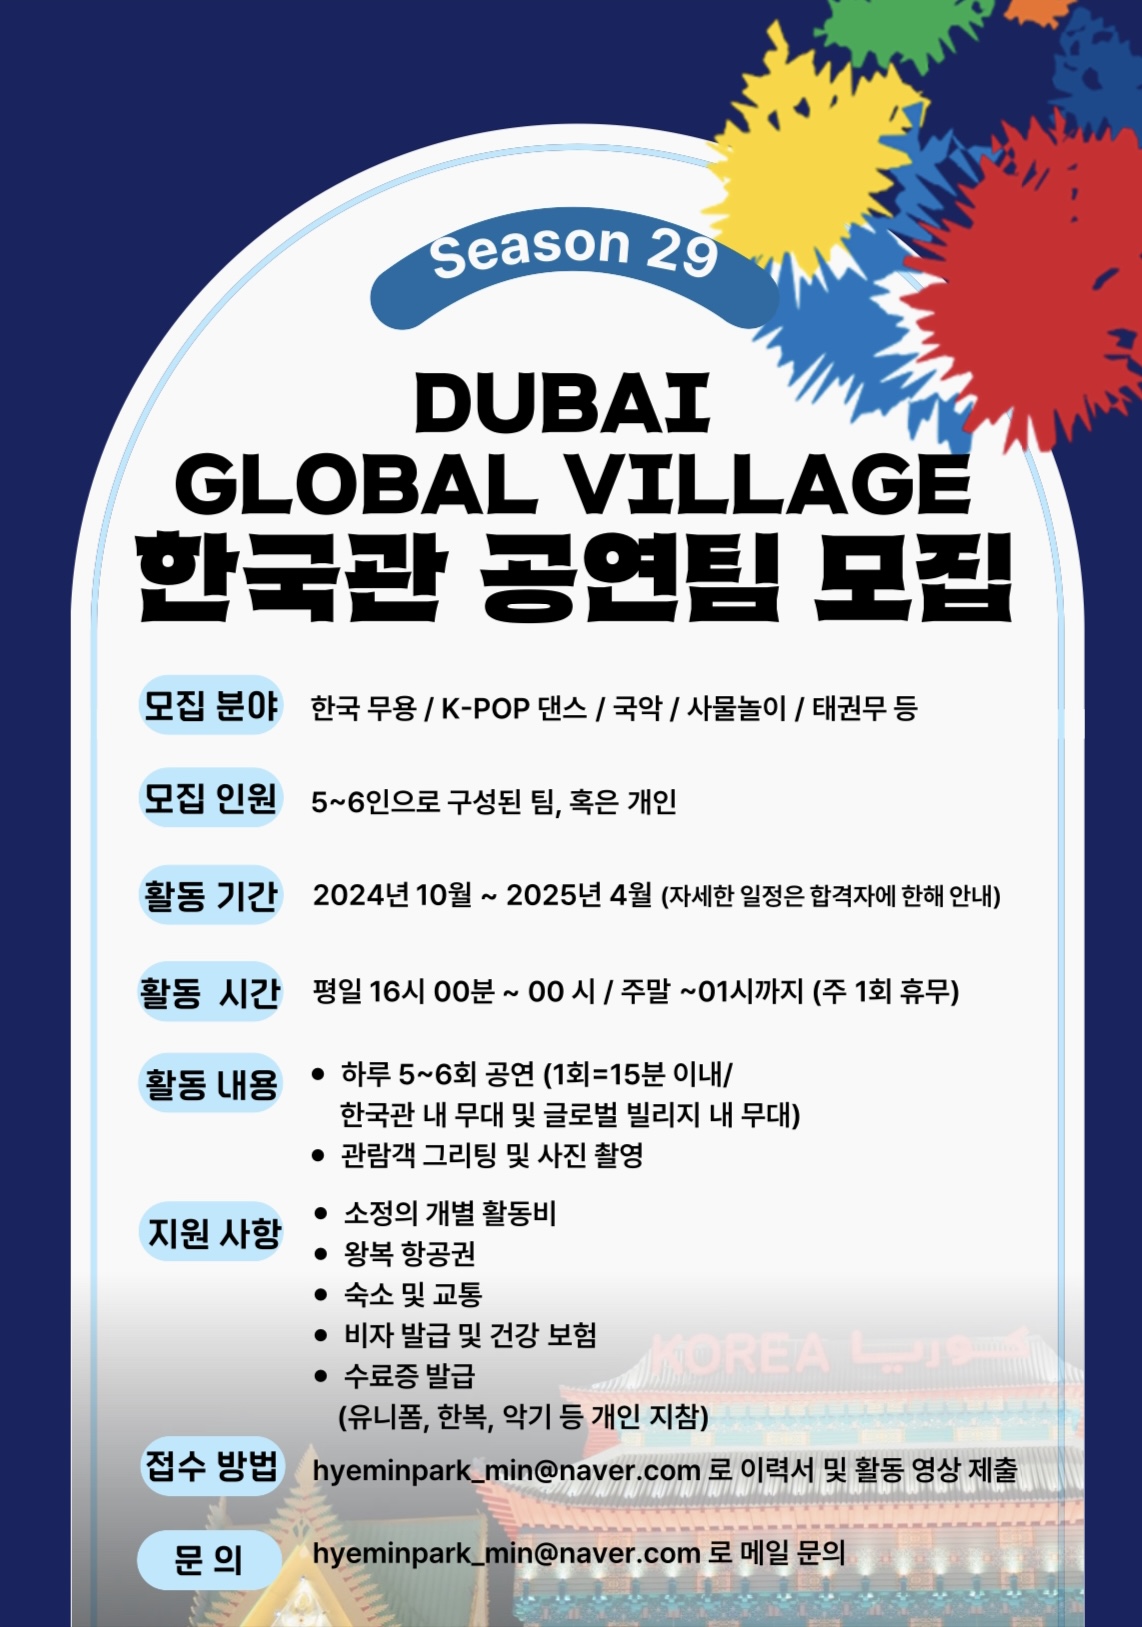 Season 29
DUBAI
GLOBAL VILLAGE
한국관 공연팀 모집
모집 분야 한국 무용 / K-POP 댄스 / 국악 / 사물놀이 / 태권무 등
모집 인원 5~6인으로 구성된 팀, 혹은 개인
활동 기간 2024년 10월 ~ 2025년 4월 (자세한 일정은 합격자에 한해 안내)
활동 시간 평일 16시 00분 ~ 00 시 / 주말 ~01시까지 (주 1회 휴무)
활동 내용 • 하루 5~6회 공연 (1회=15분 이내/
한국관 내 무대 및 글로벌 빌리지 내 무대)
• 관람객 그리팅 및 사진 촬영
지원 사항 • 소정의 개별 활동비
• 왕복 항공권
• 숙소 및 교통
• 비자 발급 및 건강 보험
• 수료증 발급
(유니폼, 한복, 악기 등 개인 지참)
KOREA كوريا
접수 방법 hyeminpark_min@naver.com 로 이력서 및 활동 영상 제출
문 의 hyeminpark_min@naver.com 로 메일 문의